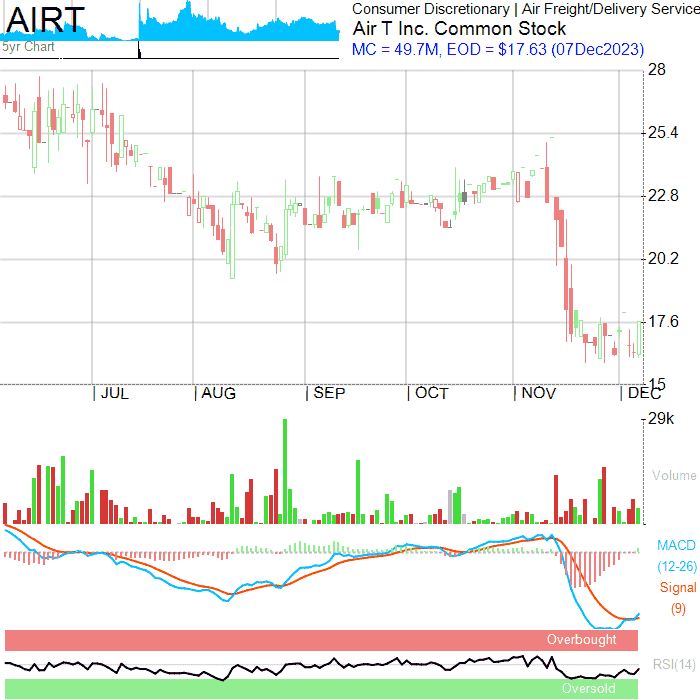 AIRT
5yr Chart
Consumer Discretionary | Air Freight/Delivery Service
Air T Inc. Common Stock
MC = 49.7M, EOD = $17.63 (07Dec2023)
28
25.4
22.8
20.2
17.6
15
JUL AUG SEP OCT NOV DEC
29k
Volume
MACD
(12-26)
Signal
(9)
Overbought
RSI(14)
Oversold